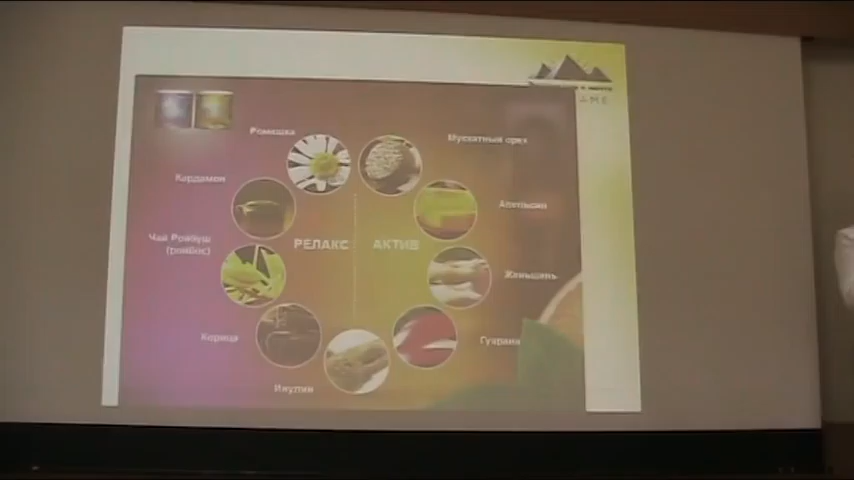 Ромашка
Мускатный орех
Кардамон
Апельсин
Чай Ройбуш
(ройбос)
РЕЛАКС
АКТИВ
Женьшень
Корица
Гуарана
Инулин